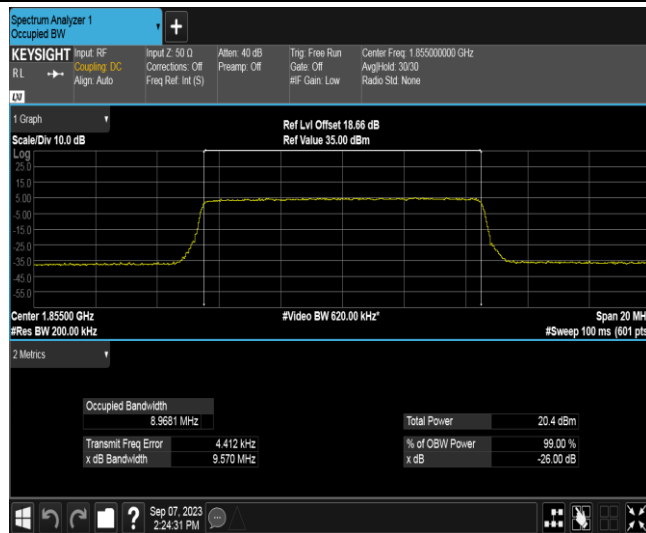 Spectrum Analyzer 1
Occupied BW
+
KEYSIGHT
RL
LXI
Input: RF
Coupling: DC
Align: Auto
Input Z: 50 Ω
Corrections: Off
Freq Ref: Int (S)
Atten: 40 dB
Preamp: Off
Trig: Free Run
Gate: Off
#IF Gain: Low
Center Freq: 1.855000000 GHz
Avg|Hold: 30/30
Radio Std: None
1 Graph
Scale/Div 10.0 dB
Ref Lvl Offset 18.66 dB
Ref Value 35.00 dBm
Log
25.0
15.0
5.00
-5.00
-15.0
-25.0
-35.0
-45.0
-55.0
Center 1.85500 GHz
#Res BW 200.00 kHz
#Video BW 620.00 kHz*
Span 20 MH
#Sweep 100 ms (601 pts
2 Metrics
Occupied Bandwidth
8.9681 MHz
Transmit Freq Error 4.412 kHz
x dB Bandwidth 9.570 MHz
Total Power 20.4 dBm
% of OBW Power 99.00 %
x dB -26.00 dB
?
Sep 07, 2023
2:24:31 PM